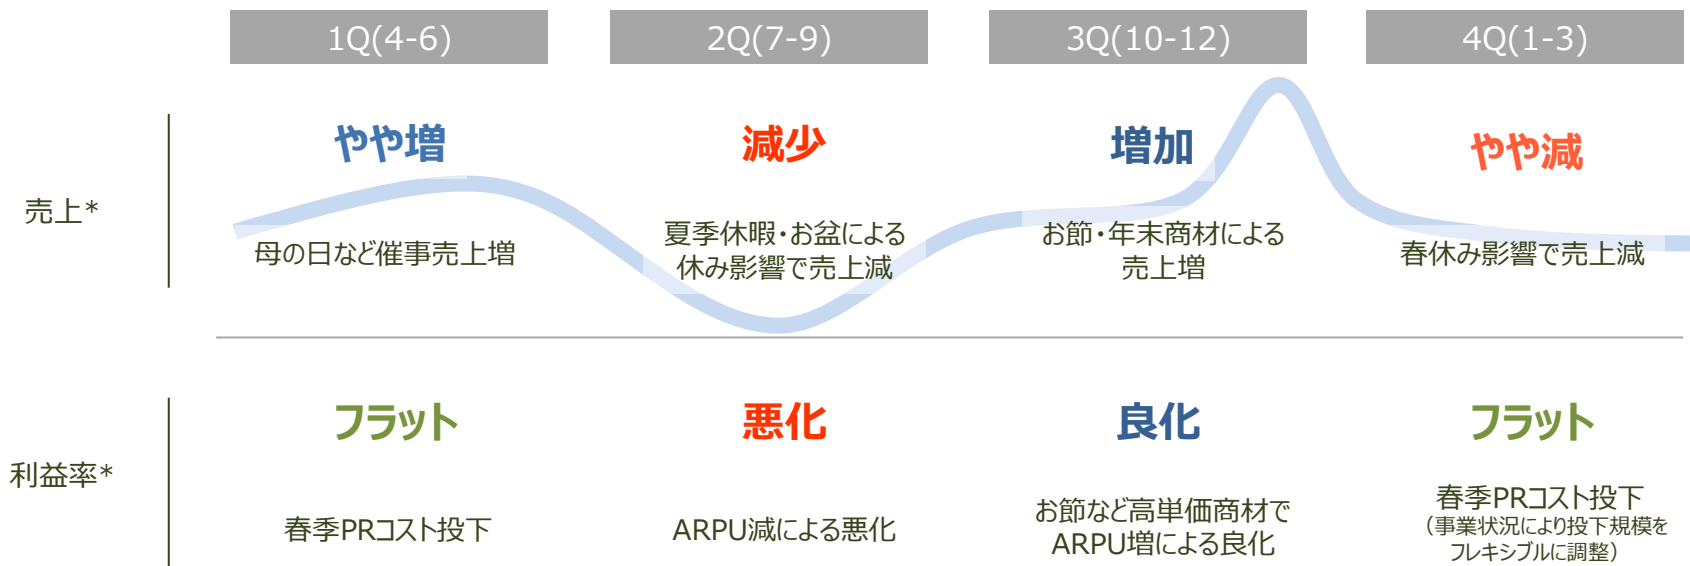 1Q(4-6)
2Q(7-9)
3Q(10-12)
4Q(1-3)
売上*
やや増
減少
増加
やや減
母の日など催事売上増
夏季休暇・お盆による
休み影響で売上減
お節・年末商材による
売上増
春休み影響で売上減
利益率*
フラット
悪化
良化
フラット
春季PRコスト投下
ARPU減による悪化
お節など高単価商材で
ARPU増による良化
春季PRコスト投下
（事業状況により投下規模を
フレキシブルに調整）